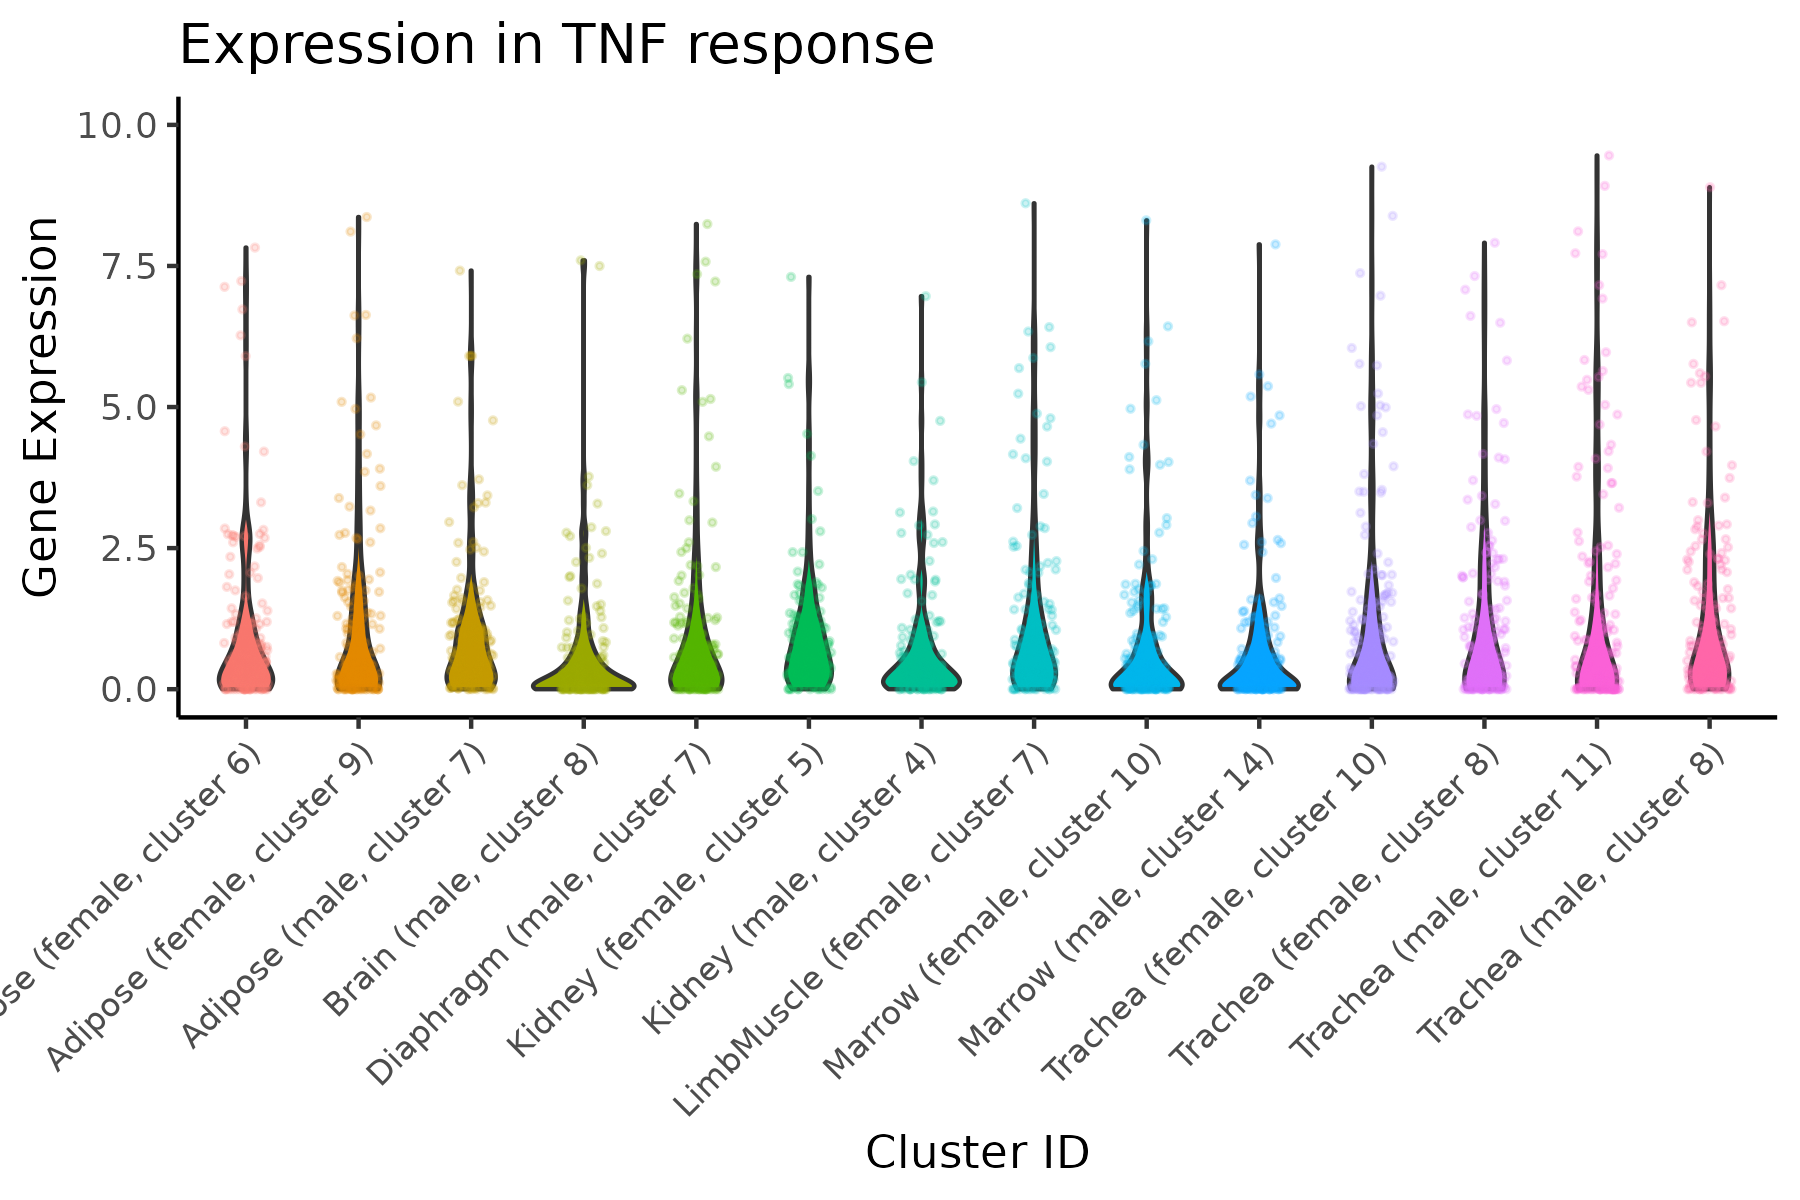 Expression in TNF response
Gene Expression
10.0
7.5
5.0
2.5
0.0
(female, cluster 6)
Adipose (female, cluster 9)
Adipose (male, cluster 7)
Brain (male, cluster 8)
Diaphragm (male, cluster 7)
Kidney (female, cluster 5)
Kidney (male, cluster 4)
LimbMuscle (female, cluster 7)
Marrow (female, cluster 10)
Marrow (male, cluster 14)
Trachea (female, cluster 10)
Trachea (female, cluster 8)
Trachea (male, cluster 11)
Trachea (male, cluster 8)
Cluster ID